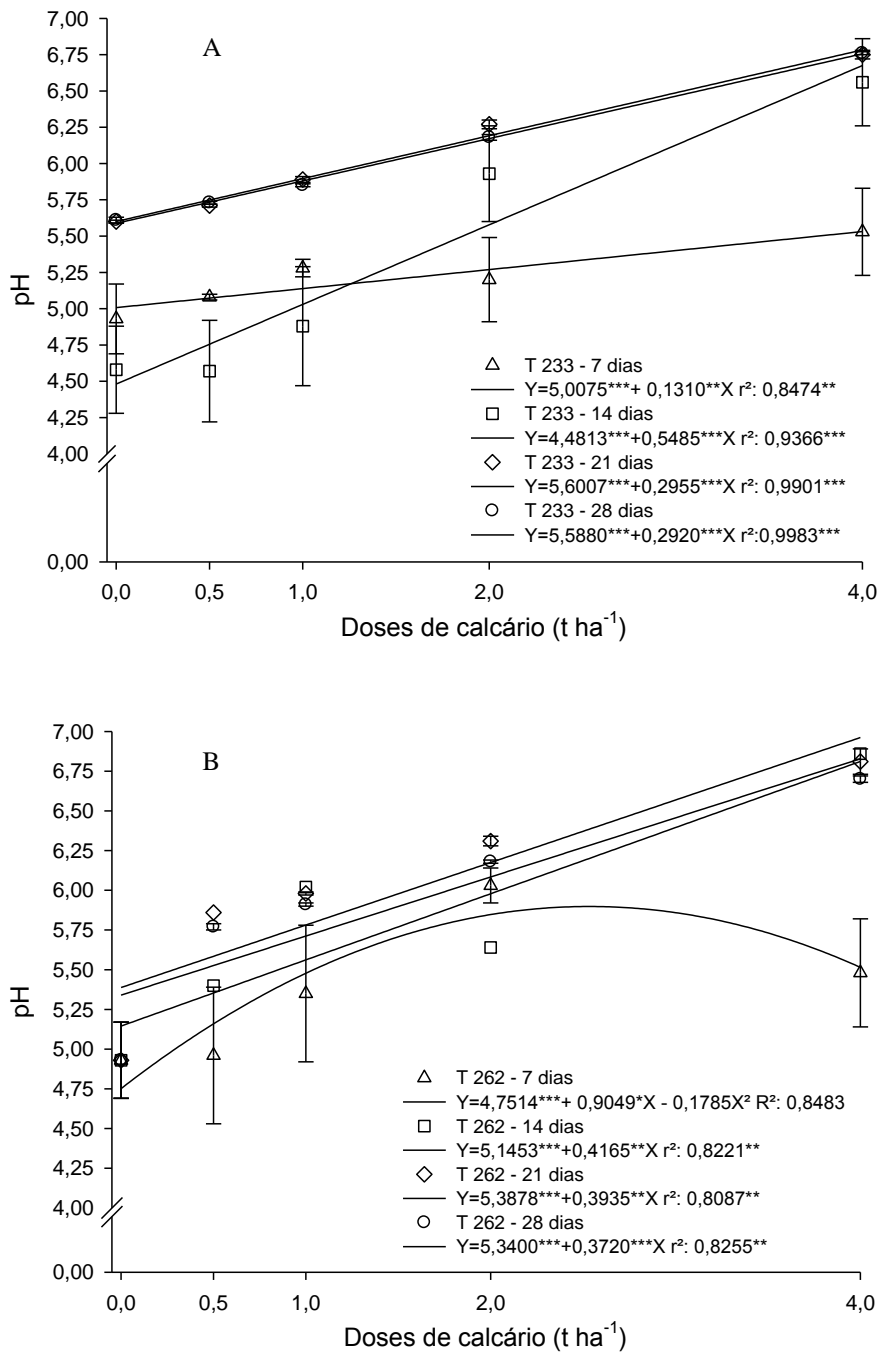 A
7,00
6,75
6,50
6,25
6,00
5,75
5,50
5,25
5,00
4,75
4,50
4,25
4,00
0,00
pH
T 233 - 7 dias
Y=5,0075***+ 0,1310**X r²: 0,8474**
T 233 - 14 dias
Y=4,4813***+0,5485***X r²: 0,9366***
T 233 - 21 dias
Y=5,6007***+0,2955***X r²: 0,9901***
T 233 - 28 dias
Y=5,5880***+0,2920***X r²:0,9983***
0,0 0,5 1,0 2,0 4,0
Doses de calcário (t ha⁻¹)
B
7,00
6,75
6,50
6,25
6,00
5,75
5,50
5,25
5,00
4,75
4,50
4,25
4,00
0,00
pH
T 262 - 7 dias
Y=4,7514***+ 0,9049*X - 0,1785X² R²: 0,8483
T 262 - 14 dias
Y=5,1453***+0,4165**X r²: 0,8221**
T 262 - 21 dias
Y=5,3878***+0,3935**X r²: 0,8087**
T 262 - 28 dias
Y=5,3400***+0,3720***X r²: 0,8255**
0,0 0,5 1,0 2,0 4,0
Doses de calcário (t ha⁻¹)